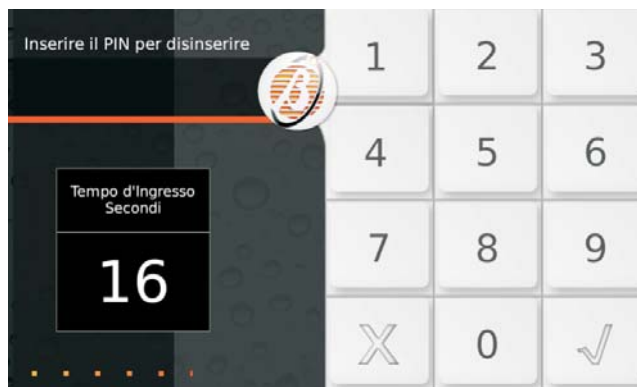 Inserire il PIN per disinserire
1 2 3
4 5 6
Tempo d'Ingresso
Secondi
16
7 8 9
X 0 √